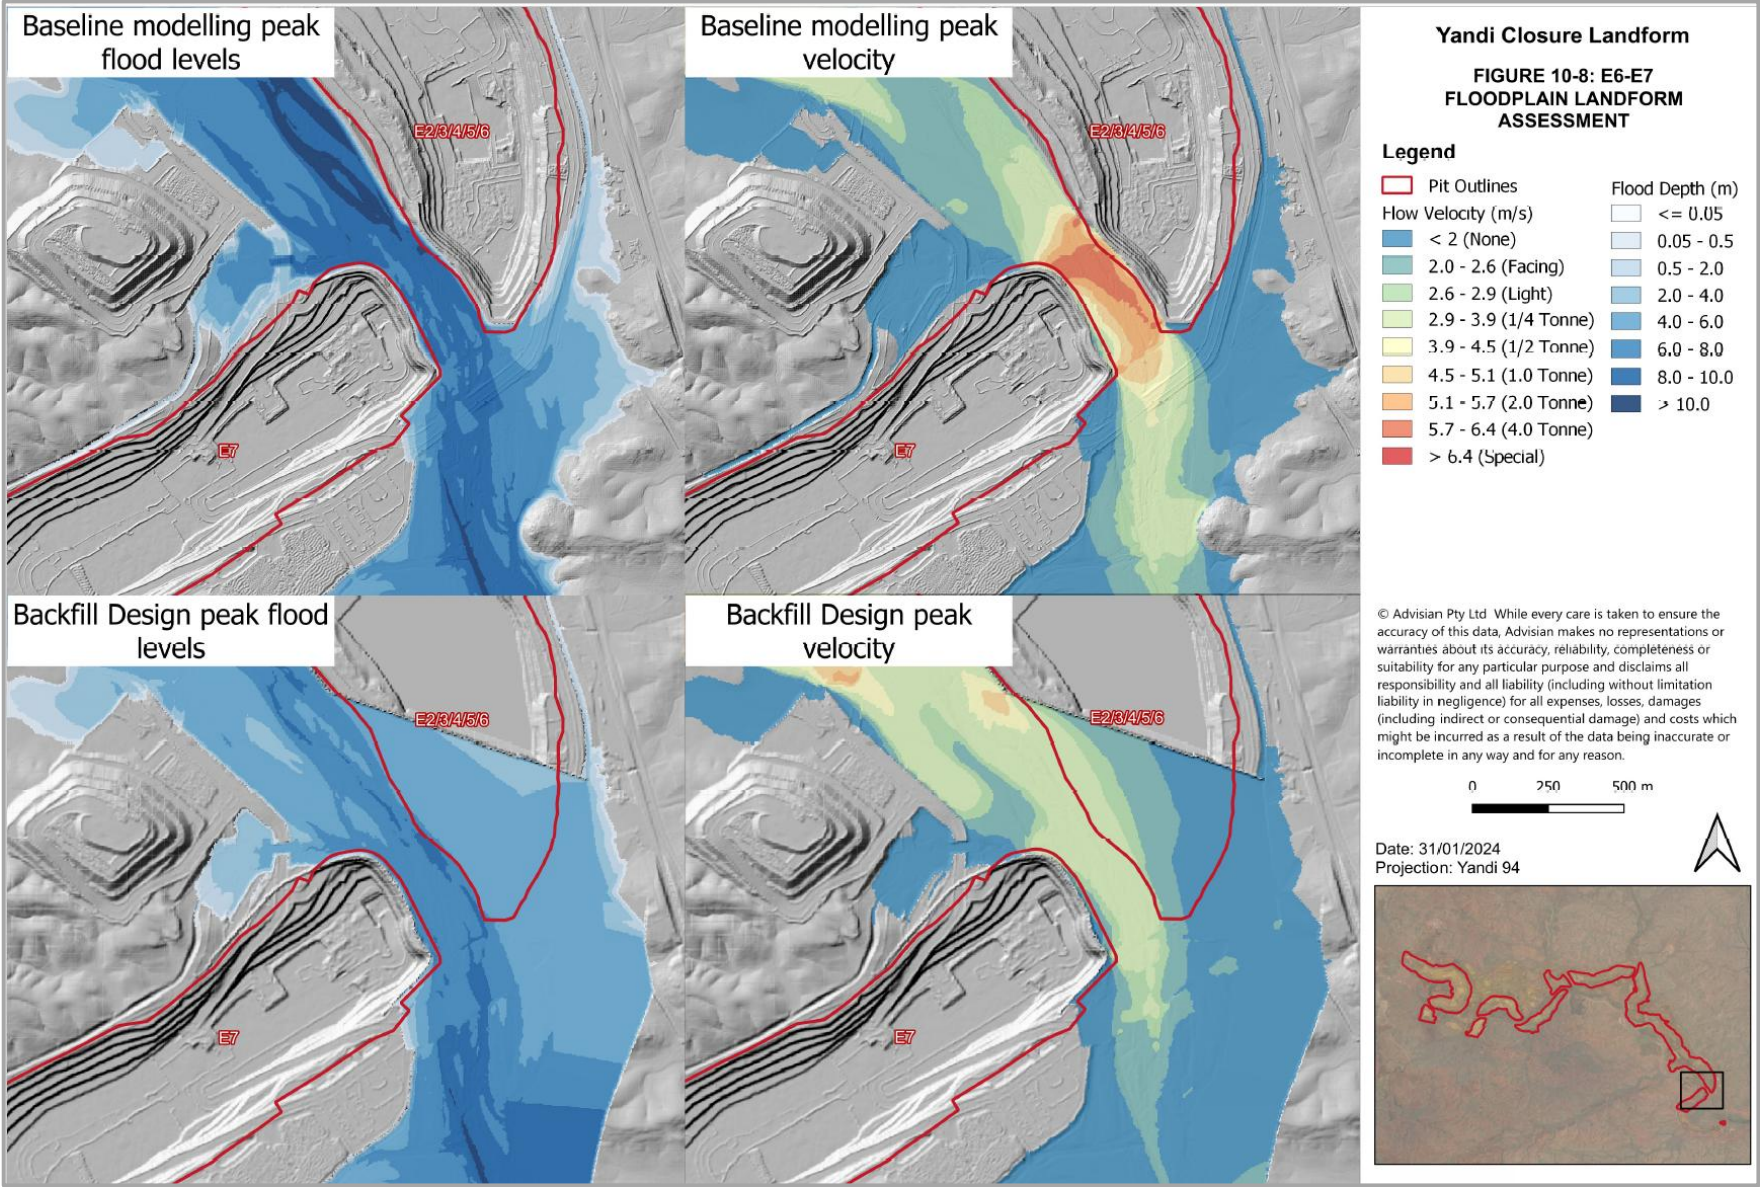 Baseline modelling peak
flood levels
E2/3/4/5/6
E7
Baseline modelling peak
velocity
E2/3/4/5/6
E7
Backfill Design peak flood
levels
E2/3/4/5/6
E7
Backfill Design peak
velocity
E2/3/4/5/6
E7
Yandi Closure Landform
FIGURE 10-8: E6-E7
FLOODPLAIN LANDFORM
ASSESSMENT
Legend
Pit Outlines
Flow Velocity (m/s)
< 2 (None)
2.0 - 2.6 (Facing)
2.6 - 2.9 (Light)
2.9 - 3.9 (1/4 Tonne)
3.9 - 4.5 (1/2 Tonne)
4.5 - 5.1 (1.0 Tonne)
5.1 - 5.7 (2.0 Tonne)
5.7 - 6.4 (4.0 Tonne)
> 6.4 (Special)
Flood Depth (m)
<= 0.05
0.05 - 0.5
0.5 - 2.0
2.0 - 4.0
4.0 - 6.0
6.0 - 8.0
8.0 - 10.0
> 10.0
© Advisian Pty Ltd While every care is taken to ensure the
accuracy of this data, Advisian makes no representations or
warranties about its accuracy, reliability, completeness or
suitability for any particular purpose and disclaims all
responsibility and all liability (including without limitation
liability in negligence) for all expenses, losses, damages
(including indirect or consequential damage) and costs which
might be incurred as a result of the data being inaccurate or
incomplete in any way and for any reason.
0 250 500 m
Date: 31/01/2024
Projection: Yandi 94